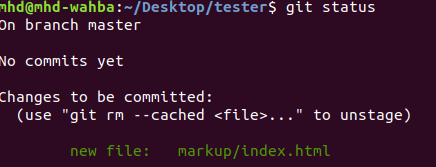 mhd@mhd-wahba:~/Desktop/tester$ git status
On branch master
No commits yet
Changes to be committed:
  (use "git rm --cached <file>..." to unstage)
        new file:   markup/index.html